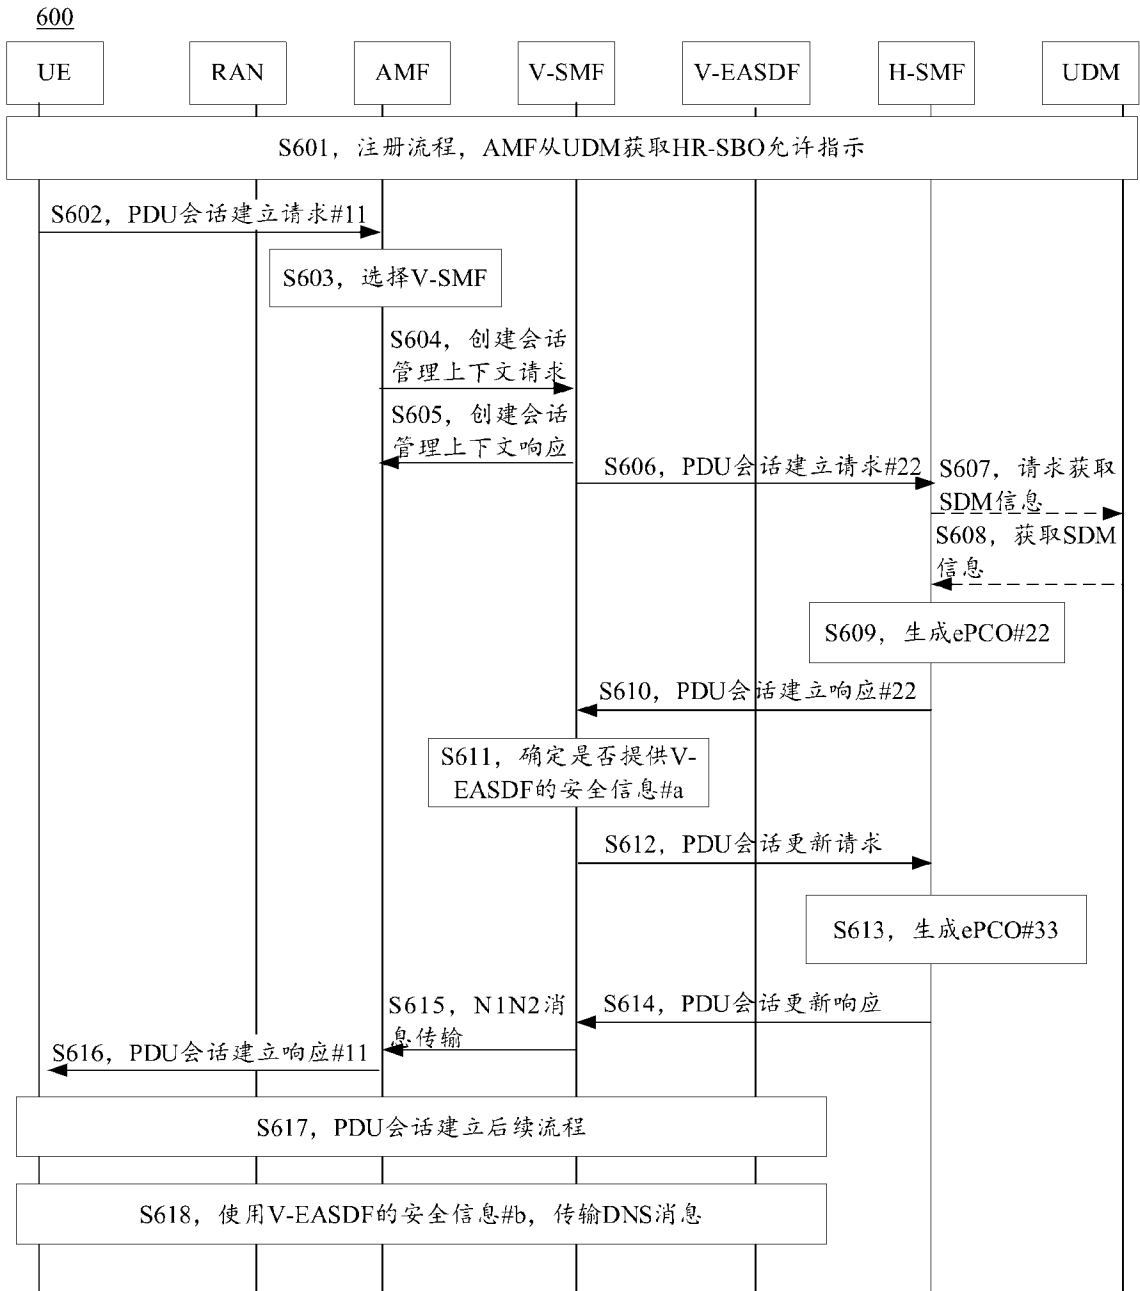 600
UE
RAN
AMF
V-SMF
V-EASDF
H-SMF
UDM
S601，注册流程，AMF从UDM获取HR-SBO允许指示
S602，PDU会话建立请求#11
S603，选择V-SMF
S604，创建会话
管理上下文请求
S605，创建会话
管理上下文响应
S606，PDU会话建立请求#22
S607，请求获取
SDM信息
S608，获取SDM
信息
S609，生成ePCO#22
S610，PDU会话建立响应#22
S611，确定是否提供V-
EASDF的安全信息#a
S612，PDU会话更新请求
S613，生成ePCO#33
S614，PDU会话更新响应
S615，N1N2消
息传输
S616，PDU会话建立响应#11
S617，PDU会话建立后续流程
S618，使用V-EASDF的安全信息#b，传输DNS消息